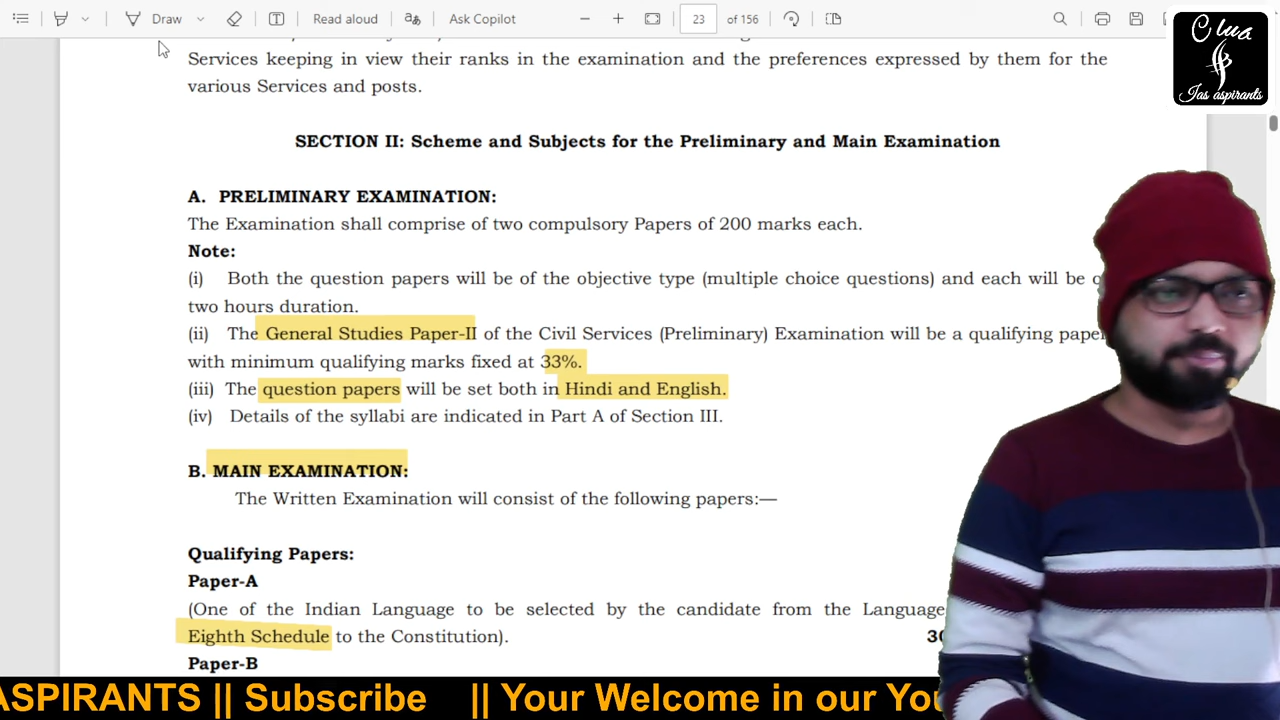 Draw
Read aloud
Ask Copilot
23
of 156
Clua
Ias aspirants
Services keeping in view their ranks in the examination and the preferences expressed by them for the
various Services and posts.
SECTION II: Scheme and Subjects for the Preliminary and Main Examination
A. PRELIMINARY EXAMINATION:
The Examination shall comprise of two compulsory Papers of 200 marks each.
Note:
(i) Both the question papers will be of the objective type (multiple choice questions) and each will be
two hours duration.
(ii) The General Studies Paper-II of the Civil Services (Preliminary) Examination will be a qualifying paper
with minimum qualifying marks fixed at 33%.
(iii) The question papers will be set both in Hindi and English.
(iv) Details of the syllabi are indicated in Part A of Section III.
B. MAIN EXAMINATION:
The Written Examination will consist of the following papers:—
Qualifying Papers:
Paper-A
(One of the Indian Language to be selected by the candidate from the Language
Eighth Schedule to the Constitution).
Paper-B
ASPIRANTS || Subscribe || Your Welcome in our